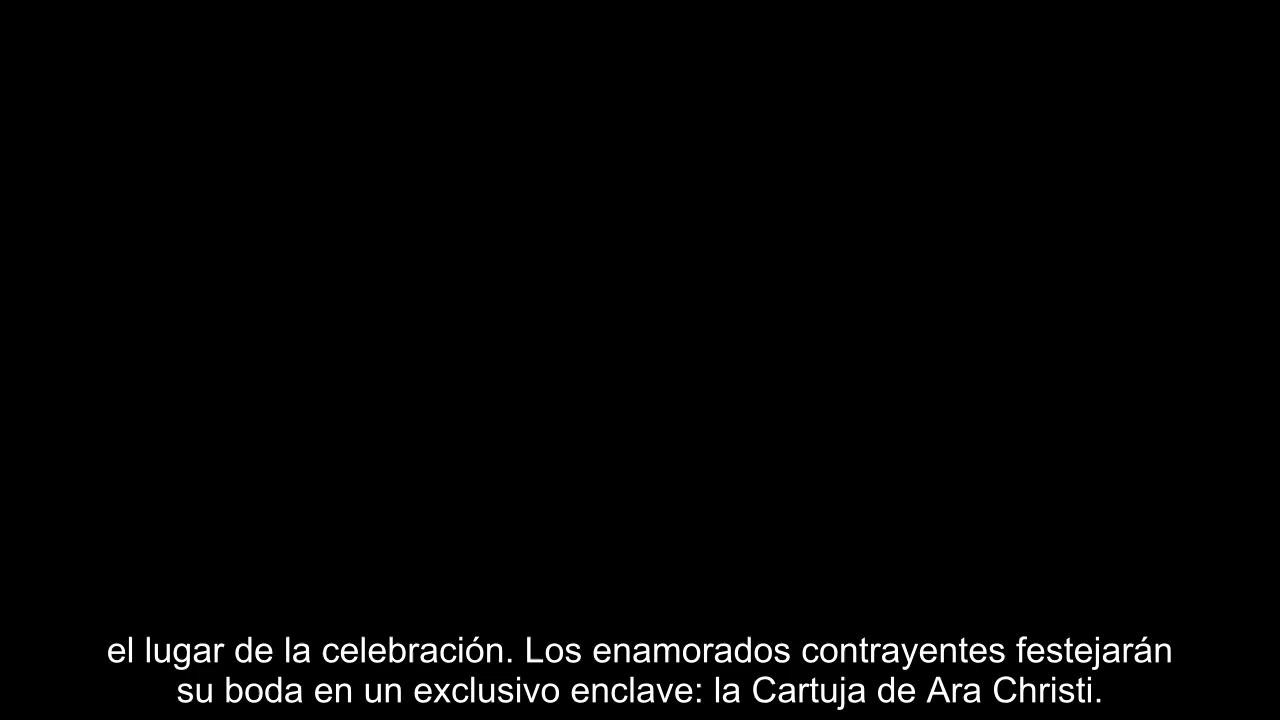 el lugar de la celebración. Los enamorados contrayentes festejarán
su boda en un exclusivo enclave: la Cartuja de Ara Christi.